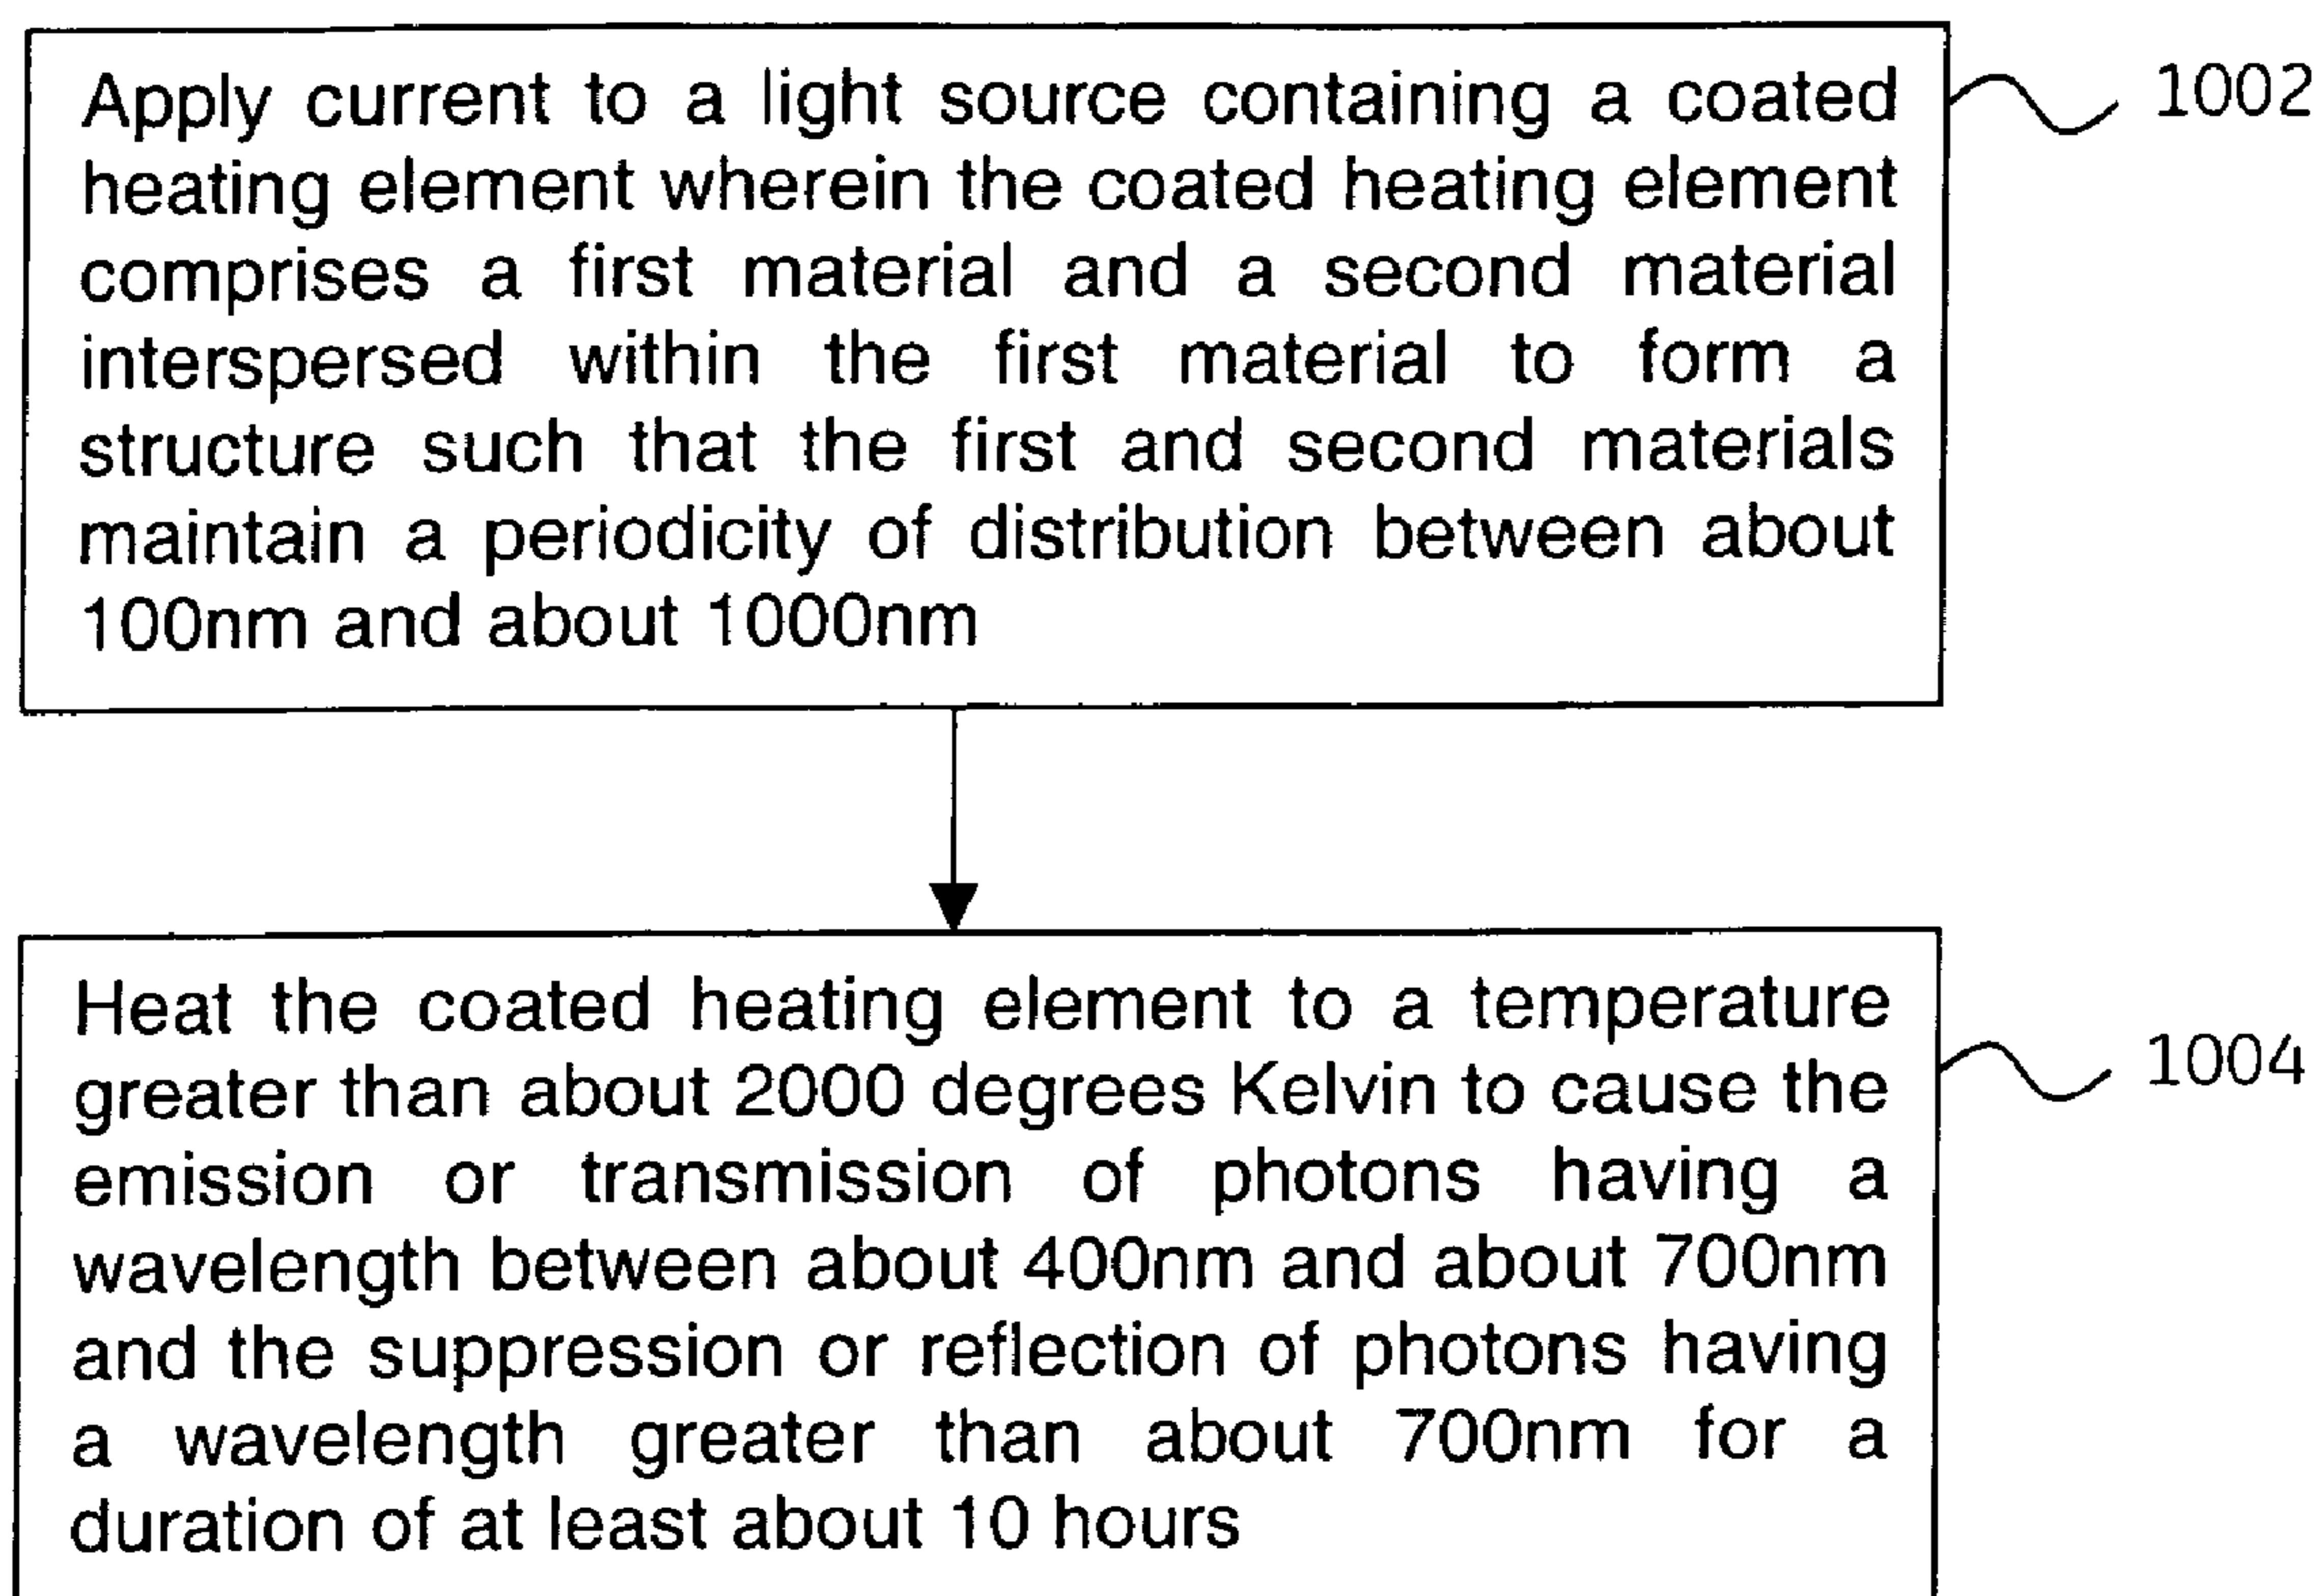 Apply current to a light source containing a coated
heating element wherein the coated heating element
comprises a first material and a second material
interspersed within the first material to form a
structure such that the first and second materials
maintain a periodicity of distribution between about
100nm and about 1000nm
1002
Heat the coated heating element to a temperature
greater than about 2000 degrees Kelvin to cause the
emission or transmission of photons having a
wavelength between about 400nm and about 700nm
and the suppression or reflection of photons having
a wavelength greater than about 700nm for a
duration of at least about 10 hours
1004